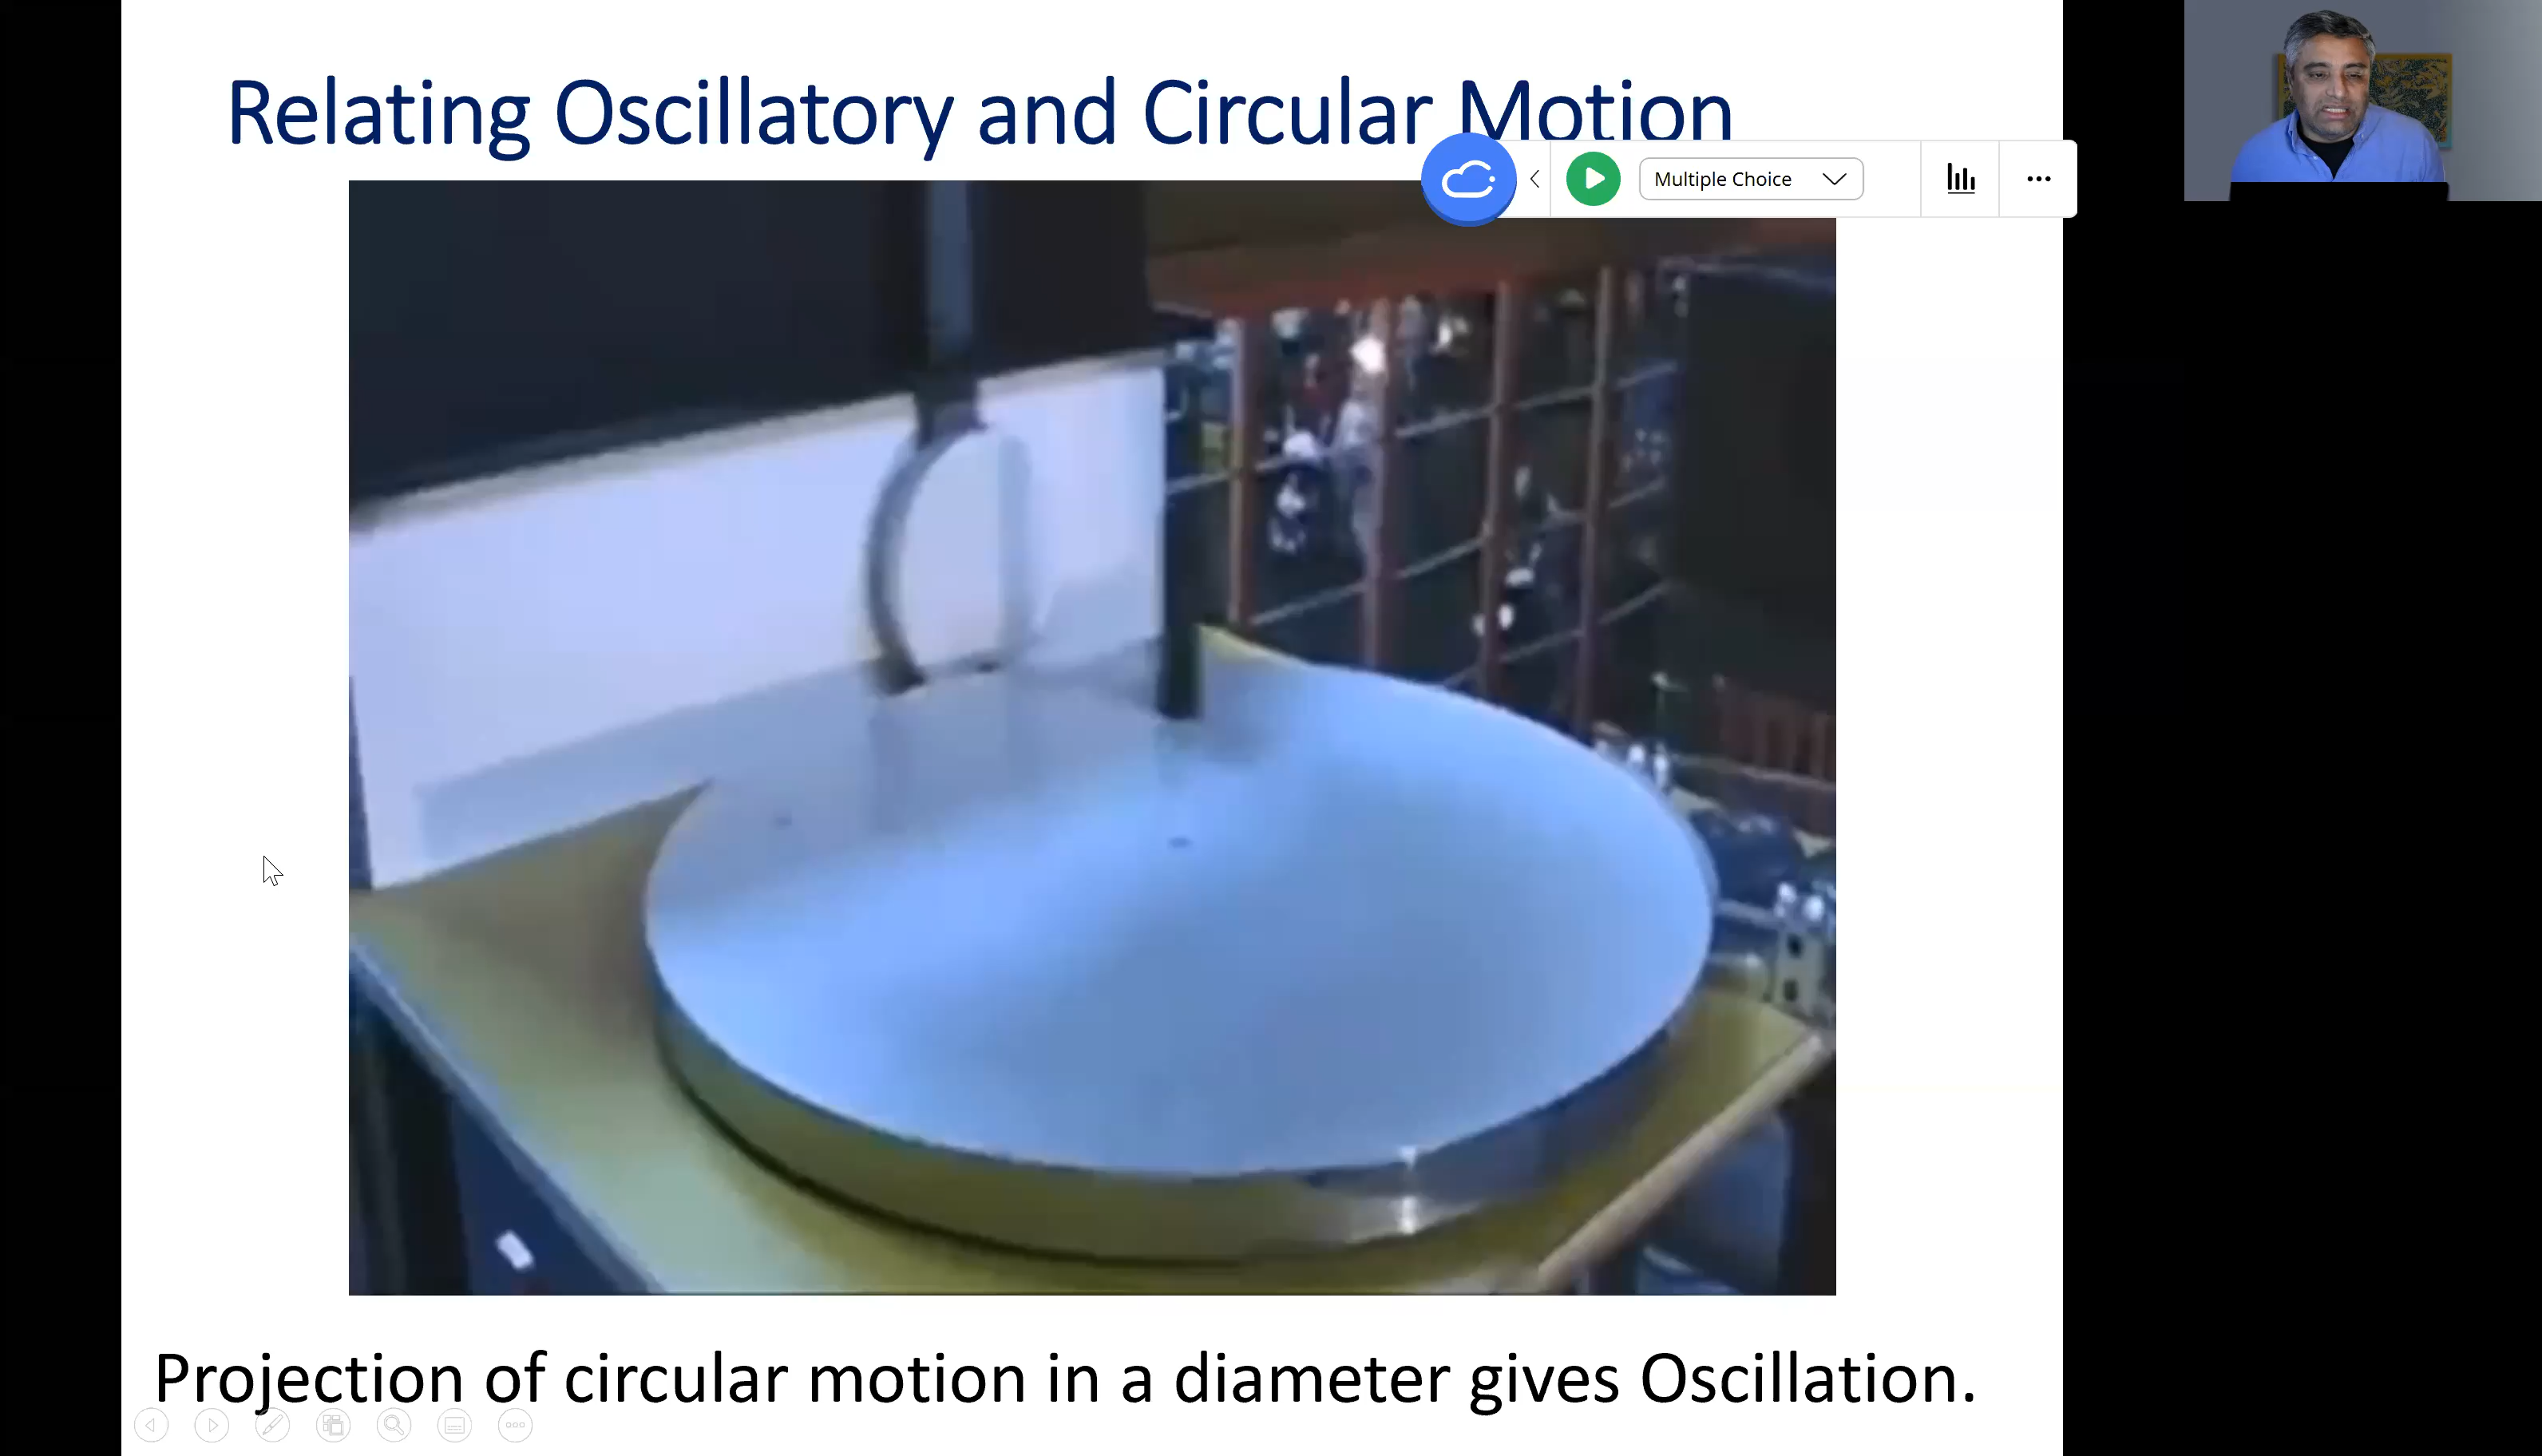 Relating Oscillatory and Circular Motion
Multiple Choice
Projection of circular motion in a diameter gives Oscillation.